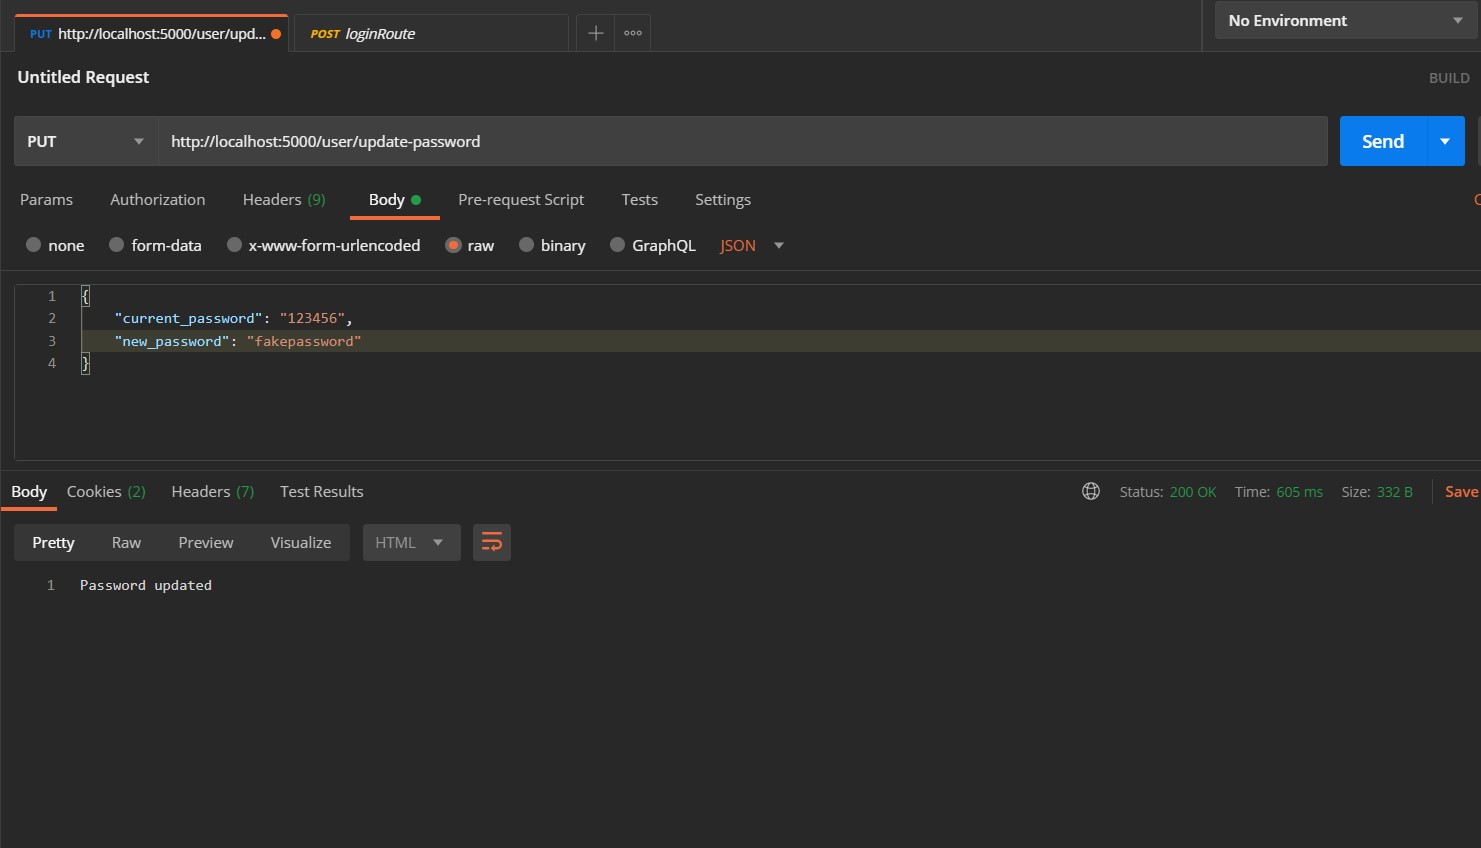 PUT http://localhost:5000/user/upd... POST loginRoute No Environment
Untitled Request BUILD
PUT http://localhost:5000/user/update-password Send
Params Authorization Headers (9) Body Pre-request Script Tests Settings
none form-data x-www-form-urlencoded raw binary GraphQL JSON
1 {
2 "current_password": "123456",
3 "new_password": "fakepassword"
4 }
Body Cookies (2) Headers (7) Test Results Status: 200 OK Time: 605 ms Size: 332 B Save
Pretty Raw Preview Visualize HTML
1 Password updated